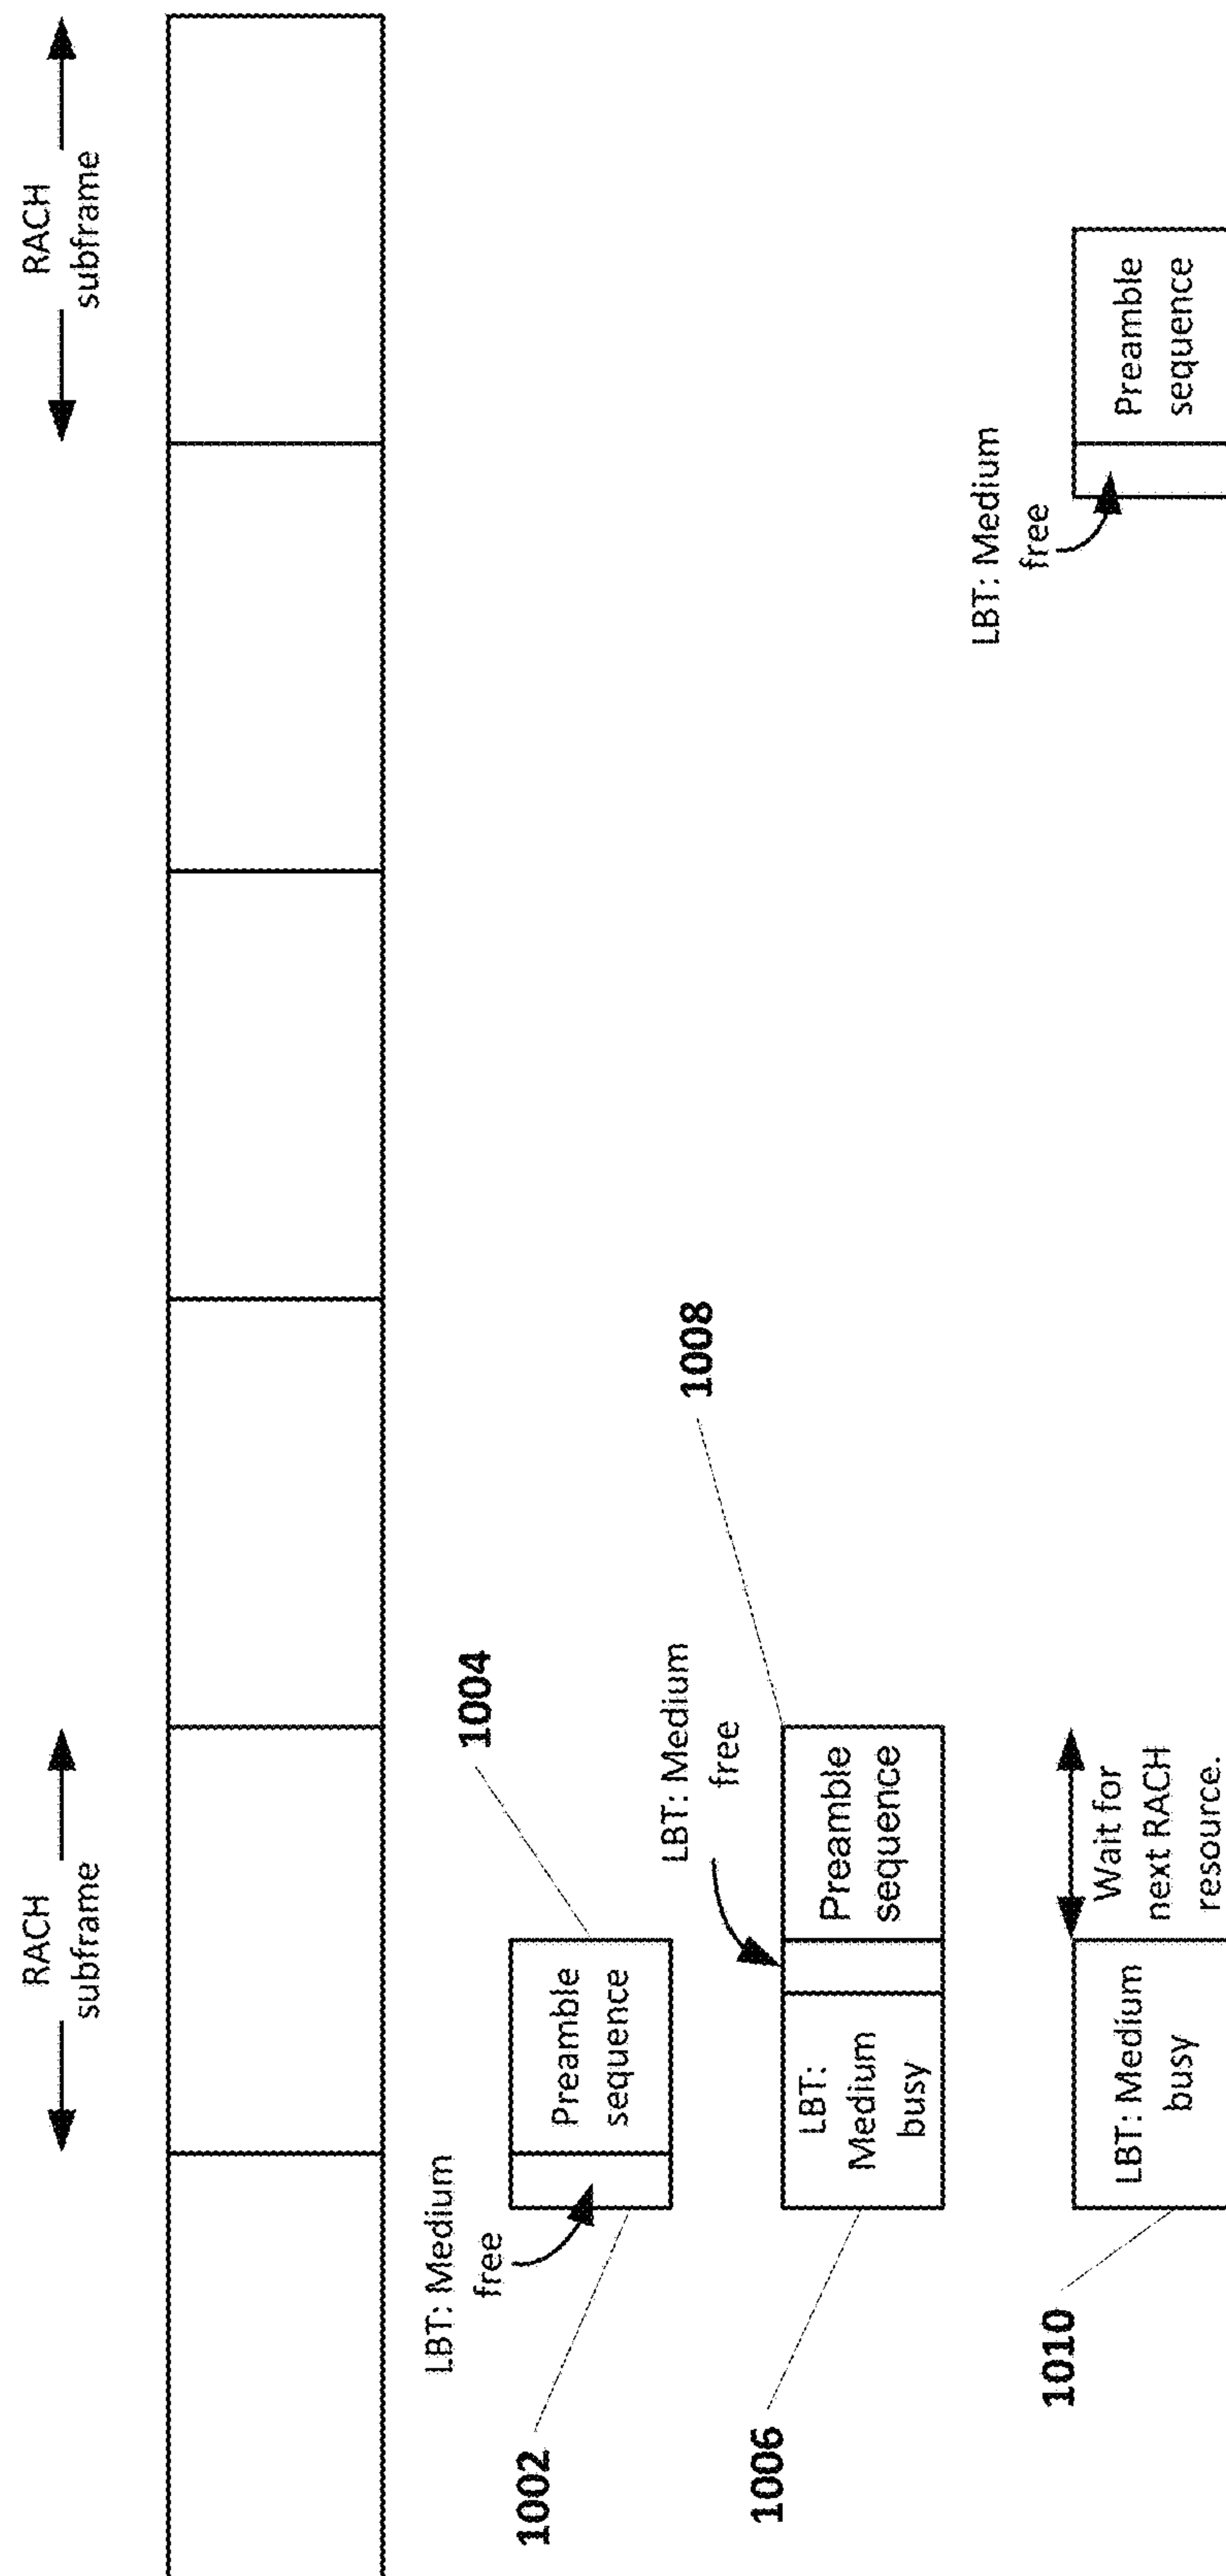 RACH
subframe
RACH
subframe
LBT: Medium
free
Preamble
sequence
1002
1004
LBT:
Medium
busy
LBT: Medium
free
Preamble
sequence
1006
1008
LBT: Medium
busy
Wait for
next RACH
resource.
1010
LBT: Medium
free
Preamble
sequence